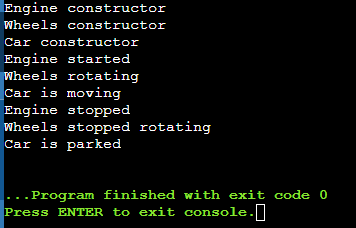 Engine constructor
Wheels constructor
Car constructor
Engine started
Wheels rotating
Car is moving
Engine stopped
Wheels stopped rotating
Car is parked
...Program finished with exit code 0
Press ENTER to exit console.